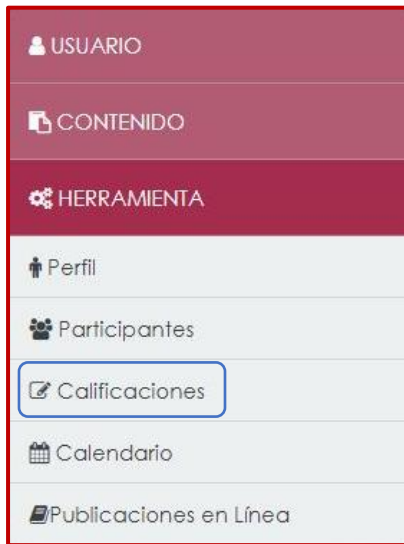 USUARIO
CONTENIDO
HERRAMIENTA
Perfil
Participantes
Calificaciones
Calendario
Publicaciones en Línea